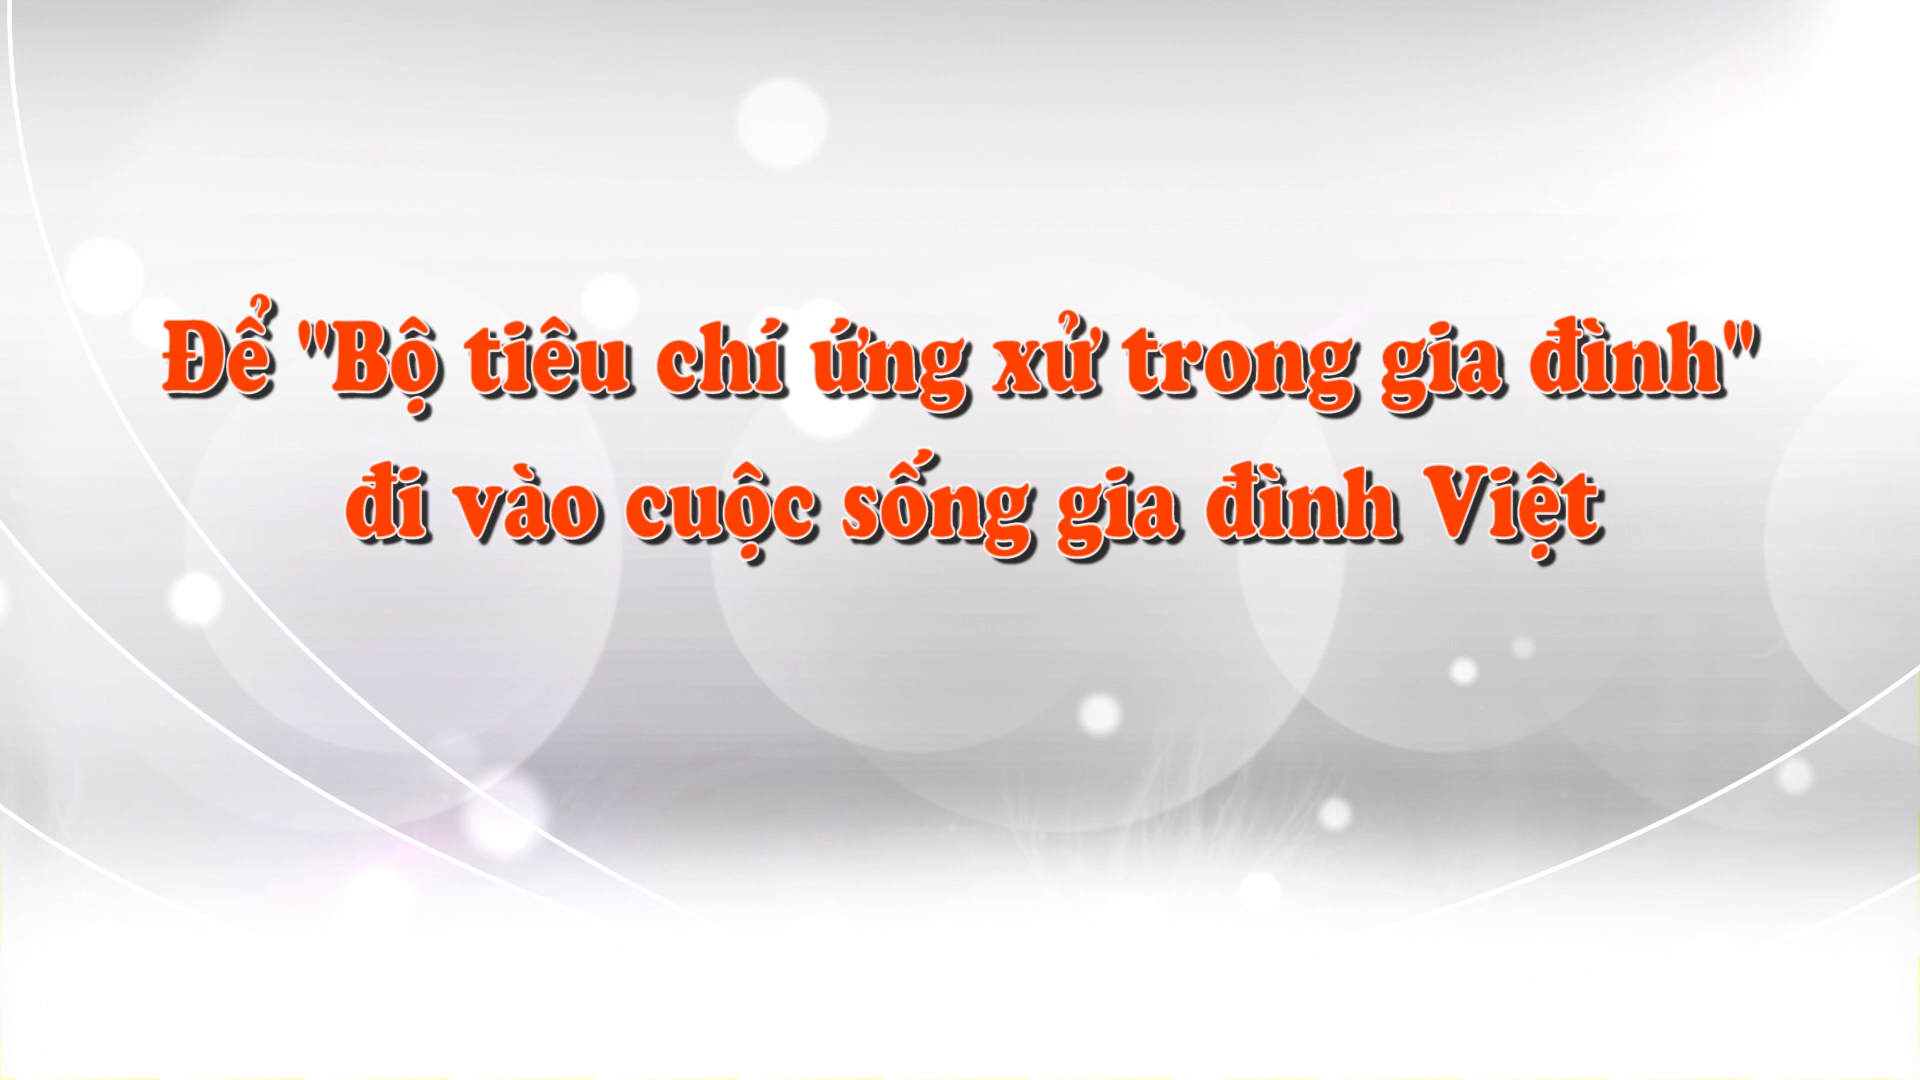 Để "Bộ tiêu chí ứng xử trong gia đình"
đi vào cuộc sống gia đình Việt